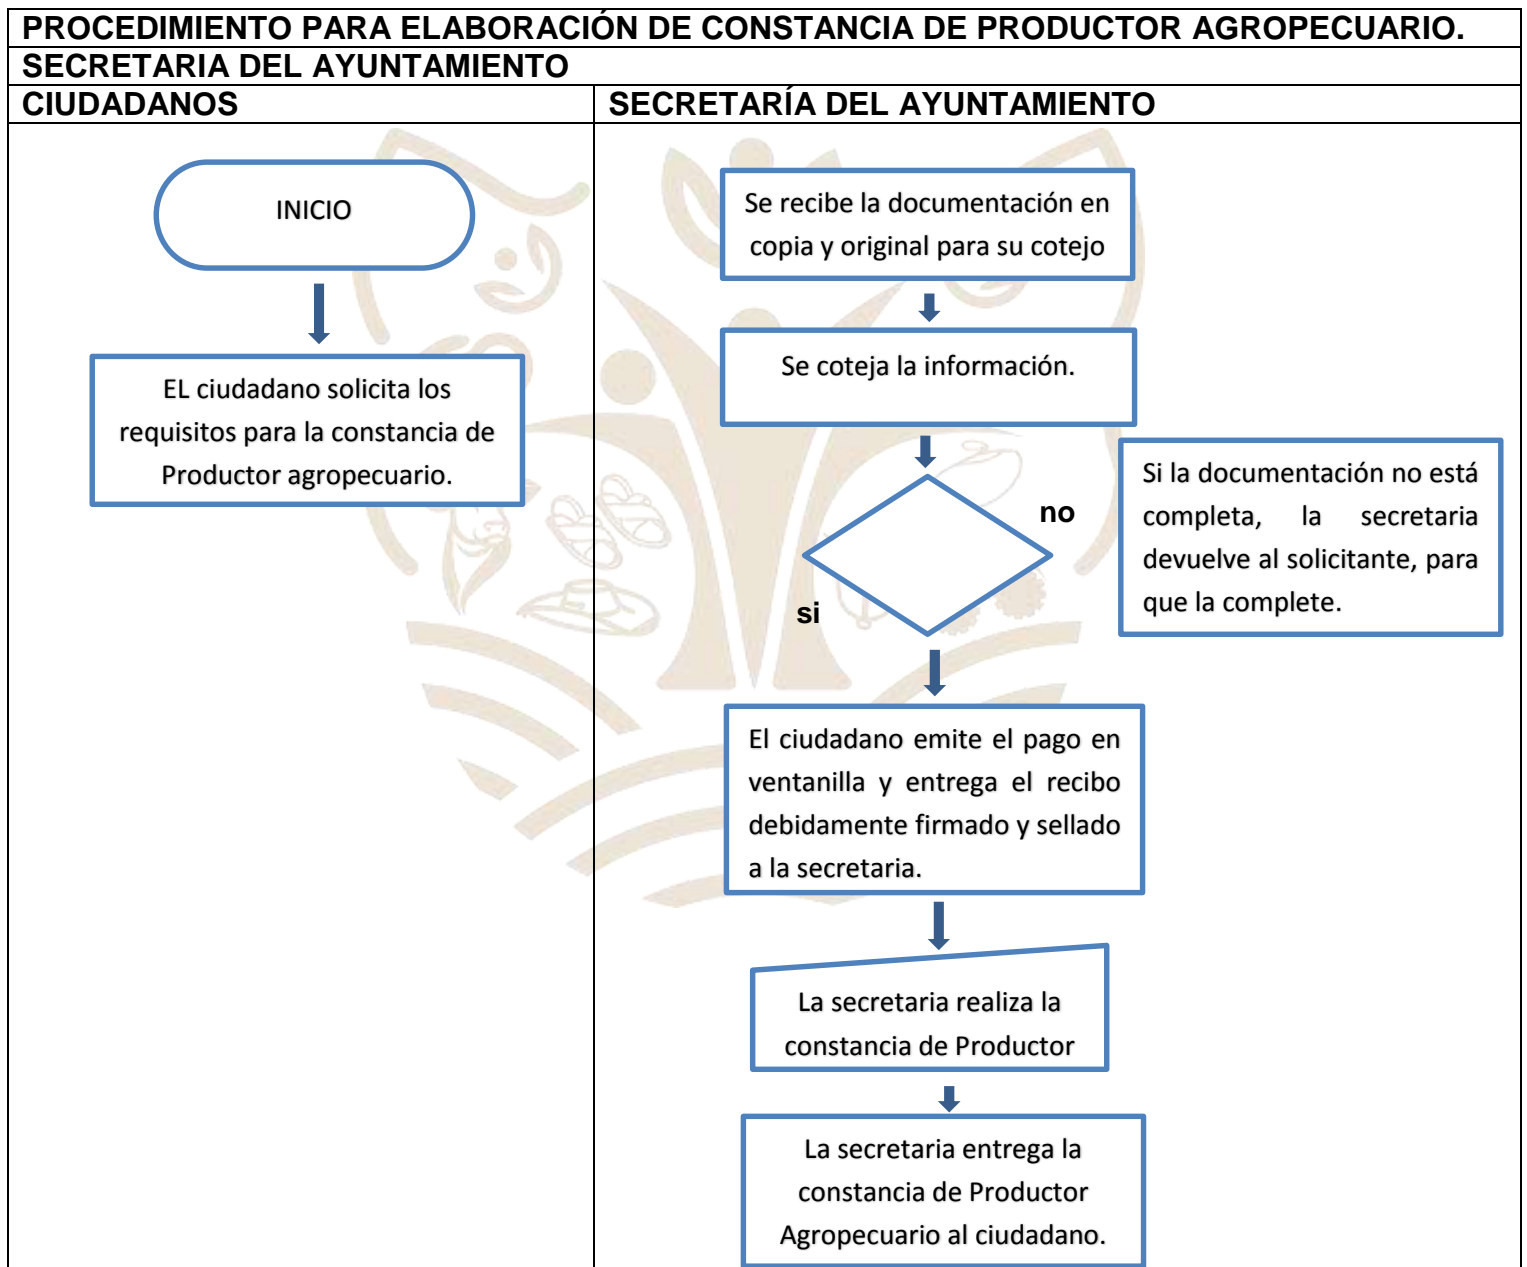 PROCEDIMIENTO PARA ELABORACIÓN DE CONSTANCIA DE PRODUCTOR AGROPECUARIO.
SECRETARIA DEL AYUNTAMIENTO
CIUDADANOS
SECRETARÍA DEL AYUNTAMIENTO
INICIO
EL ciudadano solicita los
requisitos para la constancia de
Productor agropecuario.
Se recibe la documentación en
copia y original para su cotejo
Se coteja la información.
no
si
Si la documentación no está
completa, la secretaria
devuelve al solicitante, para
que la complete.
El ciudadano emite el pago en
ventanilla y entrega el recibo
debidamente firmado y sellado
a la secretaria.
La secretaria realiza la
constancia de Productor
La secretaria entrega la
constancia de Productor
Agropecuario al ciudadano.